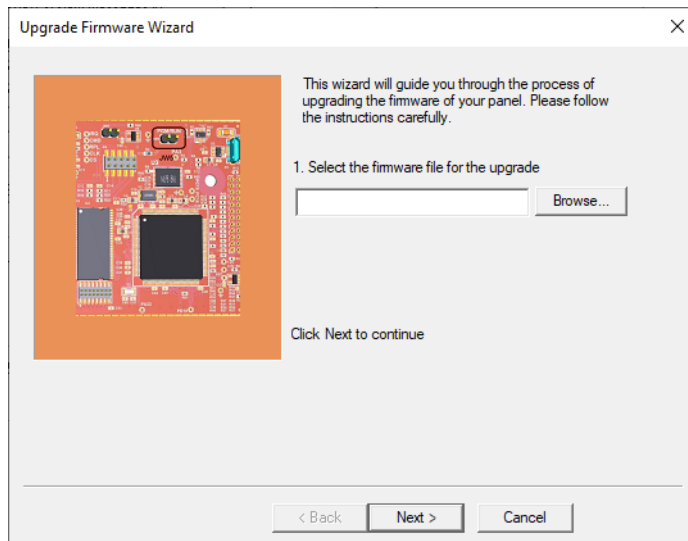 Upgrade Firmware Wizard
This wizard will guide you through the process of
upgrading the firmware of your panel. Please follow
the instructions carefully.
1. Select the firmware file for the upgrade
Browse...
Click Next to continue
< Back
Next >
Cancel